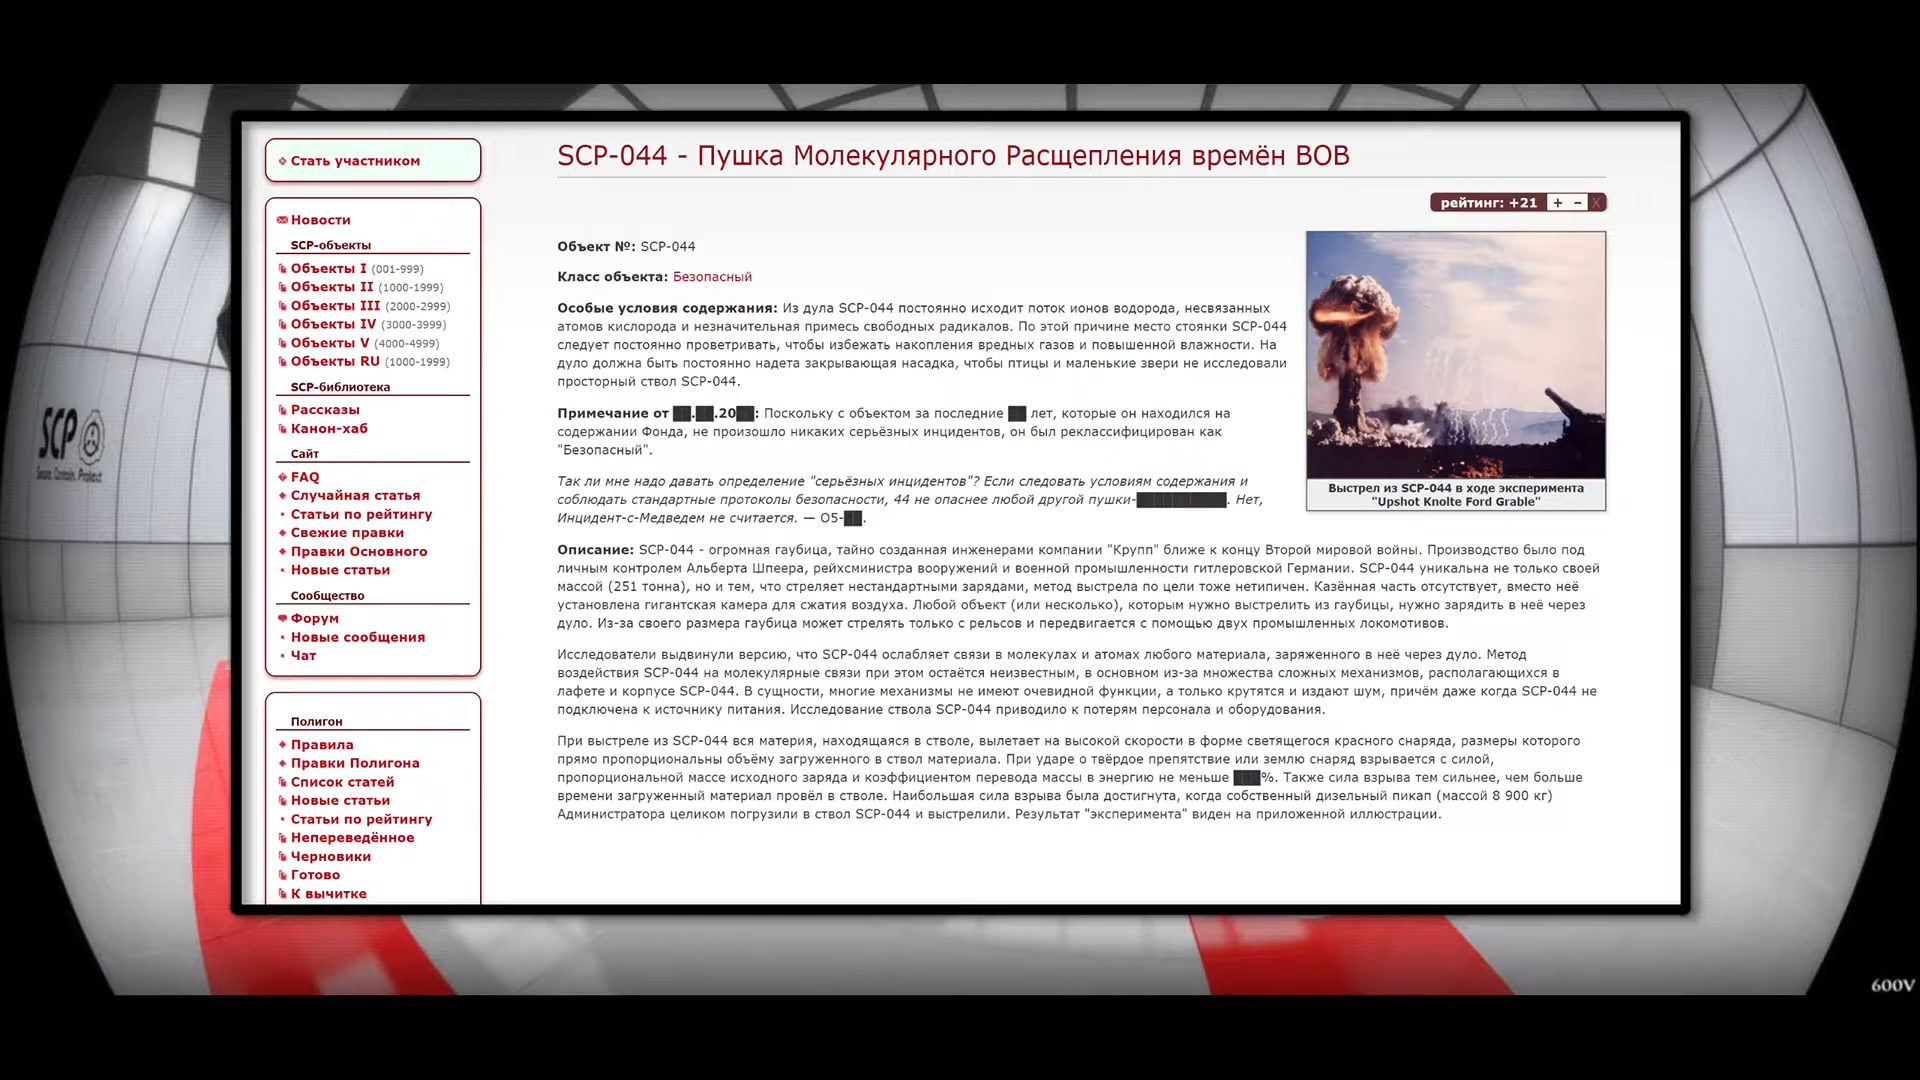 SCP
Secure. Contain. Protect
Стать участником
Новости
SCP-объекты
Объекты I (001-999)
Объекты II (1000-1999)
Объекты III (2000-2999)
Объекты IV (3000-3999)
Объекты V (4000-4999)
Объекты RU (1000-1999)
SCP-библиотека
Рассказы
Канон-хаб
Сайт
FAQ
Случайная статья
Статьи по рейтингу
Свежие правки
Правки Основного
Новые статьи
Сообщество
Форум
Новые сообщения
Чат
Полигон
Правила
Правки Полигона
Список статей
Новые статьи
Статьи по рейтингу
Непереведённое
Черновики
Готово
К вычитке
SCP-044 - Пушка Молекулярного Расщепления времён ВОВ
рейтинг: +21 + − X
Объект №: SCP-044
Класс объекта: Безопасный
Особые условия содержания: Из дула SCP-044 постоянно исходит поток ионов водорода, несвязанных
атомов кислорода и незначительная примесь свободных радикалов. По этой причине место стоянки SCP-044
следует постоянно проветривать, чтобы избежать накопления вредных газов и повышенной влажности. На
дуло должна быть постоянно надета закрывающая насадка, чтобы птицы и маленькие звери не исследовали
просторный ствол SCP-044.
Примечание от ██.██.20██: Поскольку с объектом за последние ██ лет, которые он находился на
содержании Фонда, не произошло никаких серьёзных инцидентов, он был реклассифицирован как
"Безопасный".
Так ли мне надо давать определение "серьёзных инцидентов"? Если следовать условиям содержания и
соблюдать стандартные протоколы безопасности, 44 не опаснее любой другой пушки-██████████. Нет,
Инцидент-с-Медведем не считается. — О5-██.
Выстрел из SCP-044 в ходе эксперимента
"Upshot Knolte Ford Grable"
Описание: SCP-044 - огромная гаубица, тайно созданная инженерами компании "Крупп" ближе к концу Второй мировой войны. Производство было под
личным контролем Альберта Шпеера, рейхсминистра вооружений и военной промышленности гитлеровской Германии. SCP-044 уникальна не только своей
массой (251 тонна), но и тем, что стреляет нестандартными зарядами, метод выстрела по цели тоже нетипичен. Казённая часть отсутствует, вместо неё
установлена гигантская камера для сжатия воздуха. Любой объект (или несколько), которым нужно выстрелить из гаубицы, нужно зарядить в неё через
дуло. Из-за своего размера гаубица может стрелять только с рельсов и передвигается с помощью двух промышленных локомотивов.
Исследователи выдвинули версию, что SCP-044 ослабляет связи в молекулах и атомах любого материала, заряженного в неё через дуло. Метод
воздействия SCP-044 на молекулярные связи при этом остаётся неизвестным, в основном из-за множества сложных механизмов, располагающихся в
лафете и корпусе SCP-044. В сущности, многие механизмы не имеют очевидной функции, а только крутятся и издают шум, причём даже когда SCP-044 не
подключена к источнику питания. Исследование ствола SCP-044 приводило к потерям персонала и оборудования.
При выстреле из SCP-044 вся материя, находящаяся в стволе, вылетает на высокой скорости в форме светящегося красного снаряда, размеры которого
прямо пропорциональны объёму загруженного в ствол материала. При ударе о твёрдое препятствие или землю снаряд взрывается с силой,
пропорциональной массе исходного заряда и коэффициентом перевода массы в энергию не меньше ███%. Также сила взрыва тем сильнее, чем больше
времени загруженный материал провёл в стволе. Наибольшая сила взрыва была достигнута, когда собственный дизельный пикап (массой 8 900 кг)
Администратора целиком погрузили в ствол SCP-044 и выстрелили. Результат "эксперимента" виден на приложенной иллюстрации.
600V